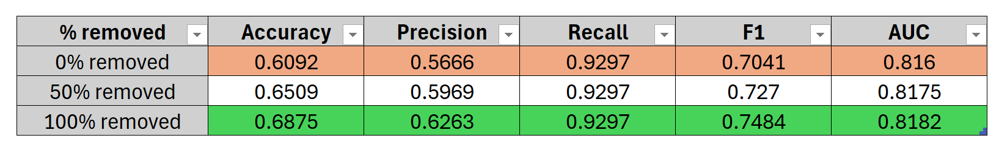 % removed Accuracy Precision Recall F1 AUC
0% removed 0.6092 0.5666 0.9297 0.7041 0.816
50% removed 0.6509 0.5969 0.9297 0.727 0.8175
100% removed 0.6875 0.6263 0.9297 0.7484 0.8182